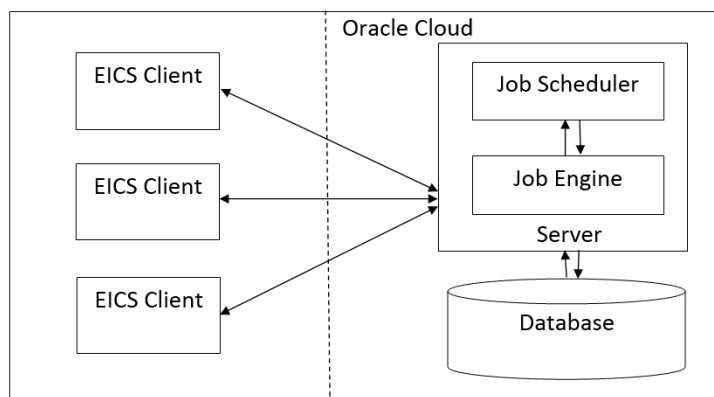 Oracle Cloud
EICS Client
Job Scheduler
EICS Client
Job Engine
Server
EICS Client
Database